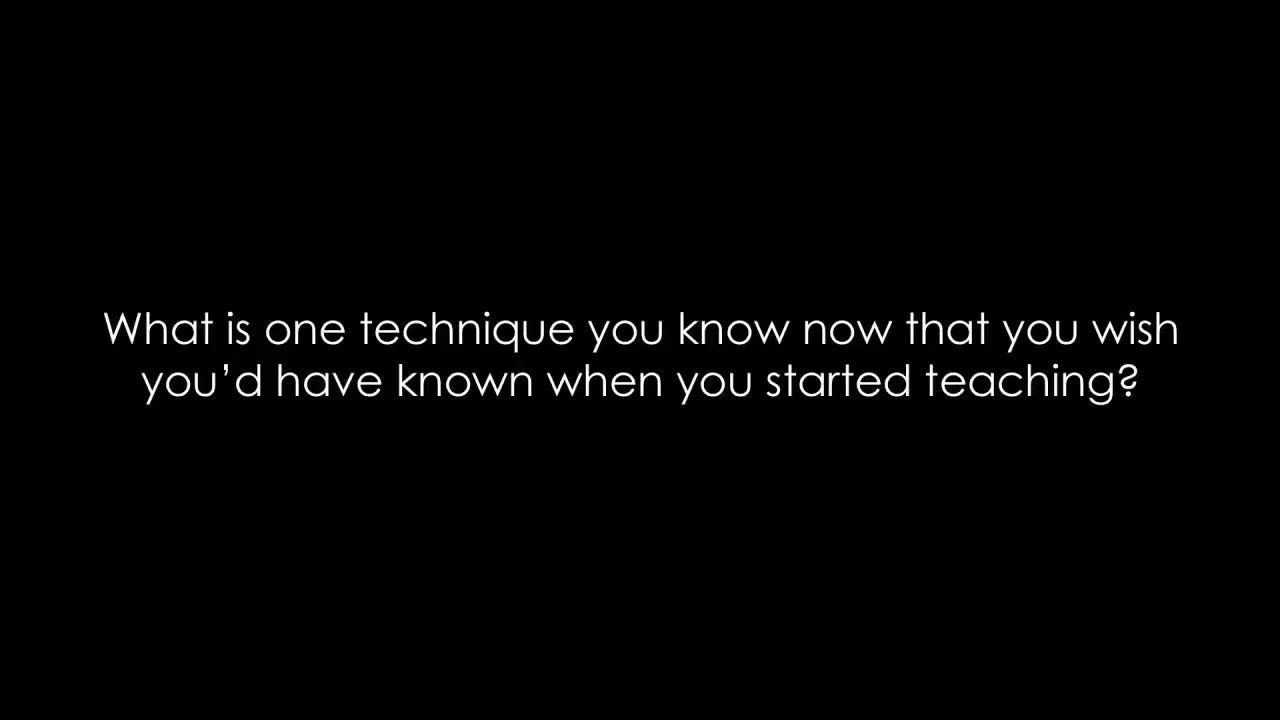 What is one technique you know now that you wish
you’d have known when you started teaching?